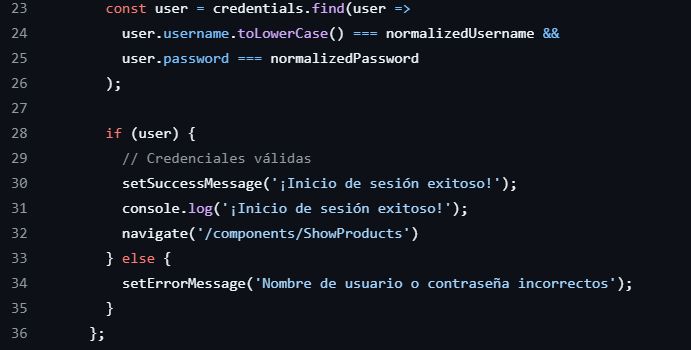 23 const user = credentials.find(user =>
24 user.username.toLowerCase() === normalizedUsername &&
25 user.password === normalizedPassword
26 );
27
28 if (user) {
29 // Credenciales válidas
30 setSuccessMessage('¡Inicio de sesión exitoso!');
31 console.log('¡Inicio de sesión exitoso!');
32 navigate('/components/ShowProducts')
33 } else {
34 setErrorMessage('Nombre de usuario o contraseña incorrectos');
35 }
36 };